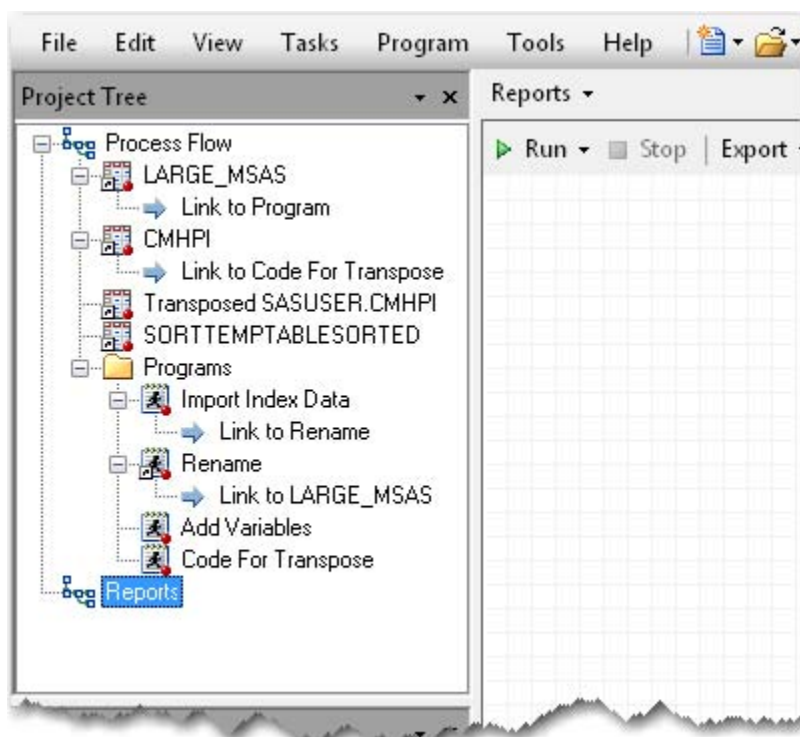 File Edit View Tasks Program Tools Help
Project Tree
Reports
Process Flow
LARGE_MSAS
Link to Program
CMHPI
Link to Code For Transpose
Transposed SASUSER.CMHPI
SORTTEMPTABLESORTED
Programs
Import Index Data
Link to Rename
Rename
Link to LARGE_MSAS
Add Variables
Code For Transpose
Reports
Run Stop Export